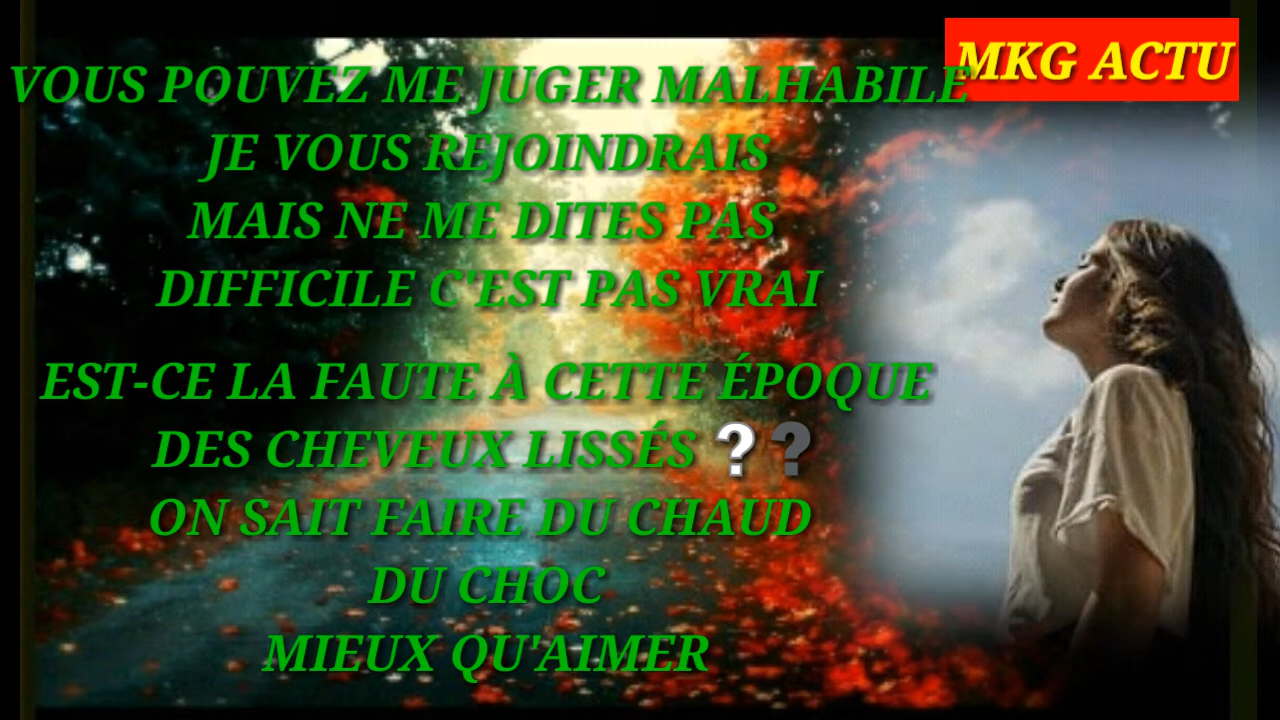 MKG ACTU
VOUS POUVEZ ME JUGER MALHABILE
JE VOUS REJOINDRAIS
MAIS NE ME DITES PAS
DIFFICILE C'EST PAS VRAI
EST-CE LA FAUTE À CETTE ÉPOQUE
DES CHEVEUX LISSÉS ❔❔
ON SAIT FAIRE DU CHAUD
DU CHOC
MIEUX QU'AIMER